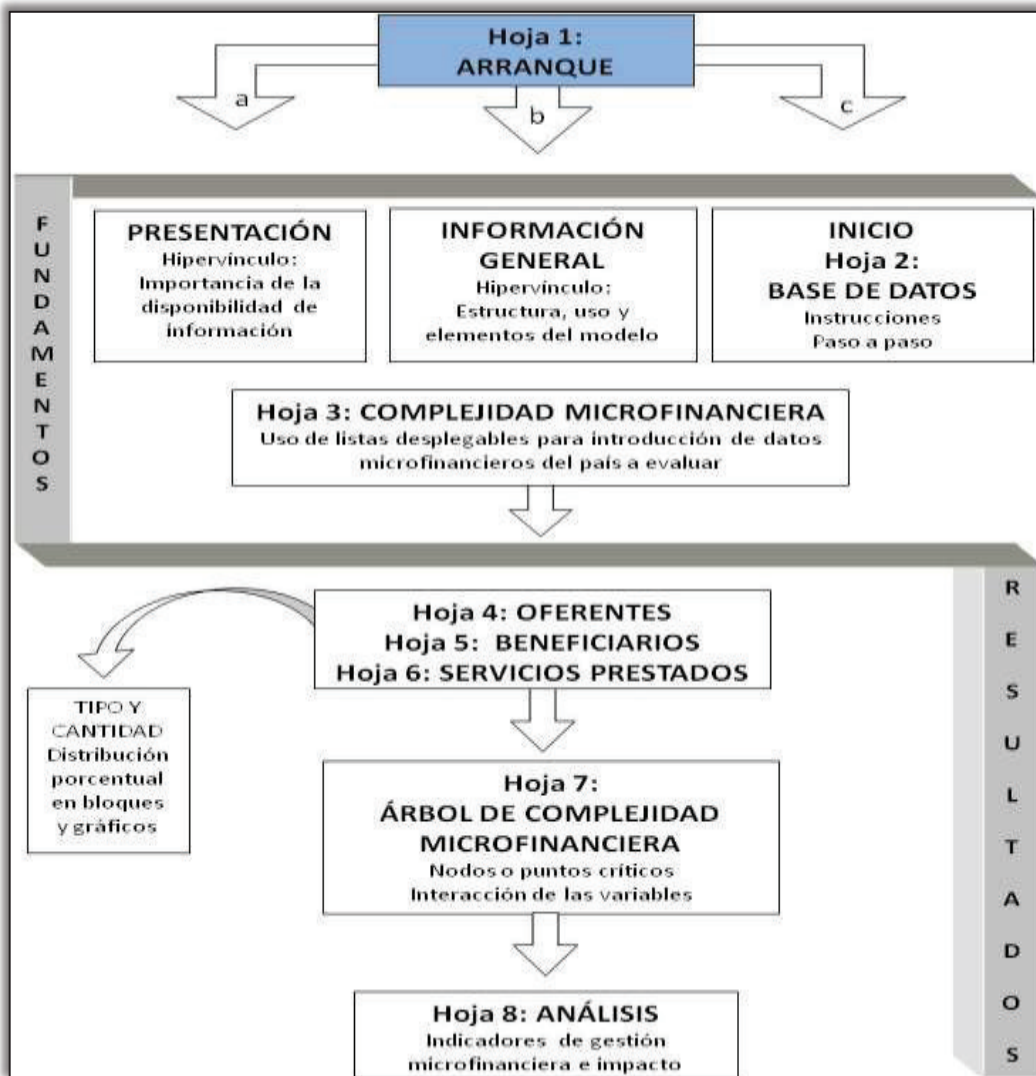 Hoja 1:
ARRANQUE
a
b
c
FUNDAMENTOS
PRESENTACIÓN
Hipervínculo:
Importancia de la
disponibilidad de
información
INFORMACIÓN
GENERAL
Hipervínculo:
Estructura, uso y
elementos del modelo
INICIO
Hoja 2:
BASE DE DATOS
Instrucciones
Paso a paso
Hoja 3: COMPLEJIDAD MICROFINANCIERA
Uso de listas desplegables para introducción de datos
microfinancieros del país a evaluar
RESULTADOS
Hoja 4: OFERENTES
Hoja 5: BENEFICIARIOS
Hoja 6: SERVICIOS PRESTADOS
TIPO Y
CANTIDAD
Distribución
porcentual
en bloques
y gráficos
Hoja 7:
ÁRBOL DE COMPLEJIDAD
MICROFINANCIERA
Nodos o puntos críticos
Interacción de las variables
Hoja 8: ANÁLISIS
Indicadores de gestión
microfinanciera e impacto